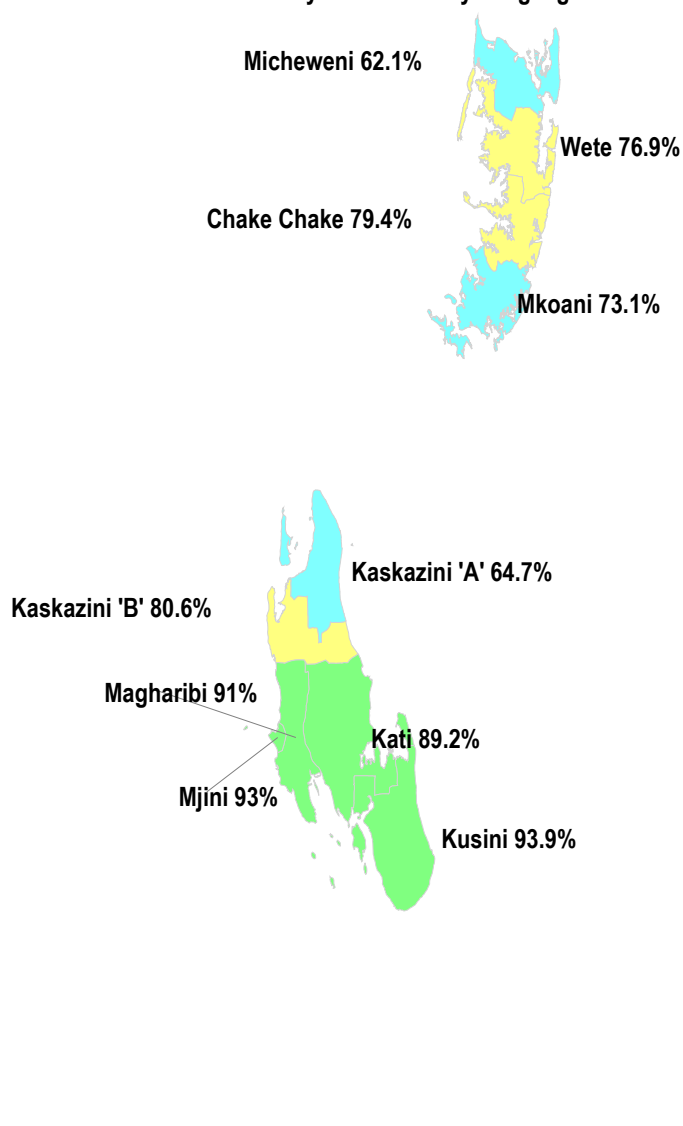 Micheweni 62.1%
Wete 76.9%
Chake Chake 79.4%
Mkoani 73.1%
Kaskazini 'A' 64.7%
Kaskazini 'B' 80.6%
Magharibi 91%
Kati 89.2%
Mjini 93%
Kusini 93.9%